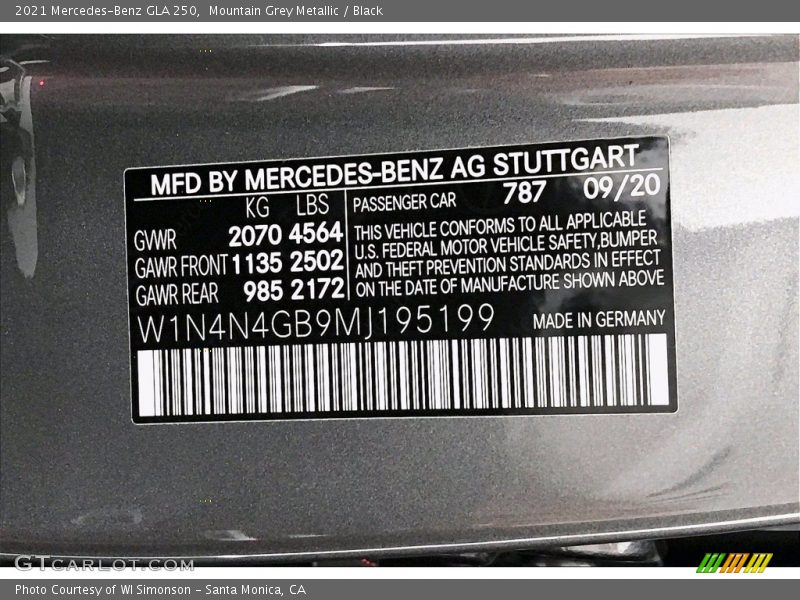 2021 Mercedes-Benz GLA 250,  Mountain Grey Metallic / Black
MFD BY MERCEDES-BENZ AG STUTTGART
KG LBS PASSENGER CAR 787 09/20
GVWR 2070 4564
GAWR FRONT 1135 2502
GAWR REAR 985 2172
THIS VEHICLE CONFORMS TO ALL APPLICABLE
U.S. FEDERAL MOTOR VEHICLE SAFETY,BUMPER
AND THEFT PREVENTION STANDARDS IN EFFECT
ON THE DATE OF MANUFACTURE SHOWN ABOVE
W1N4N4GB9MJ195199 MADE IN GERMANY
GTCARLOT.COM
Photo Courtesy of WI Simonson - Santa Monica, CA